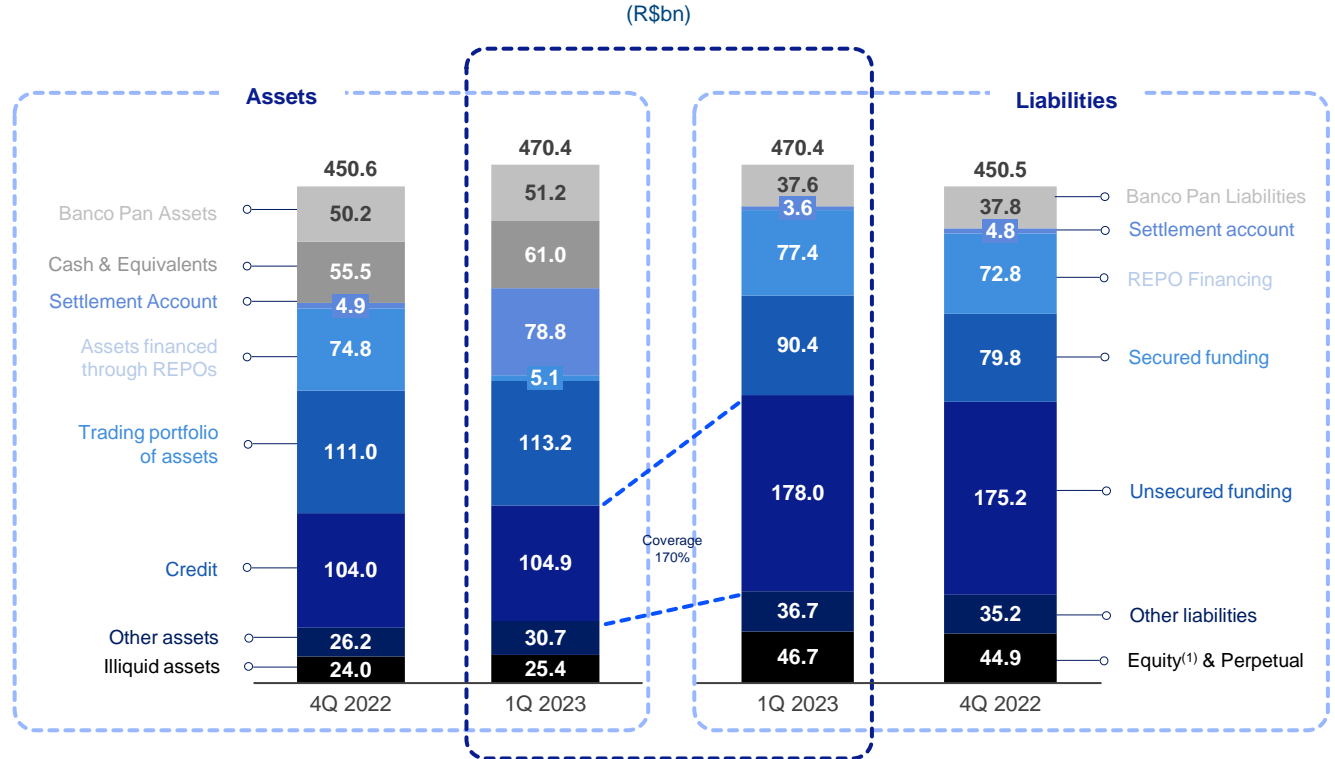 (R$bn)
Assets
Liabilities
450.6
470.4
470.4
450.5
Banco Pan Assets
50.2
51.2
37.6
37.8
Banco Pan Liabilities
Cash & Equivalents
55.5
61.0
3.6
4.8
Settlement account
Settlement Account
4.9
78.8
77.4
72.8
REPO Financing
Assets financed
through REPOs
74.8
5.1
90.4
79.8
Secured funding
Trading portfolio
of assets
111.0
113.2
178.0
175.2
Unsecured funding
Coverage
170%
Credit
104.0
104.9
36.7
35.2
Other liabilities
Other assets
26.2
30.7
46.7
44.9
Equity(1) & Perpetual
Illiquid assets
24.0
25.4
4Q 2022
1Q 2023
1Q 2023
4Q 2022